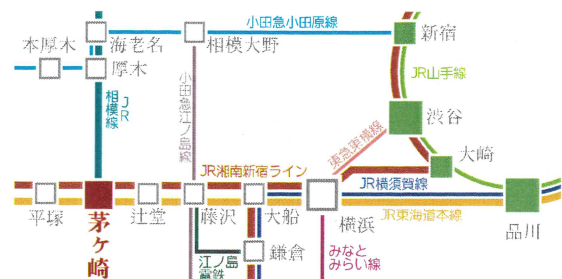 小田急小田原線
新宿
本厚木
海老名
相模大野
厚木
JR山手線
JR
相模線
小田急江ノ島線
渋谷
東急東横線
大崎
JR湘南新宿ライン
JR横須賀線
JR東海道本線
平塚
茅ヶ崎
辻堂
藤沢
大船
横浜
品川
江ノ島
電鉄
鎌倉
みなと
みらい線